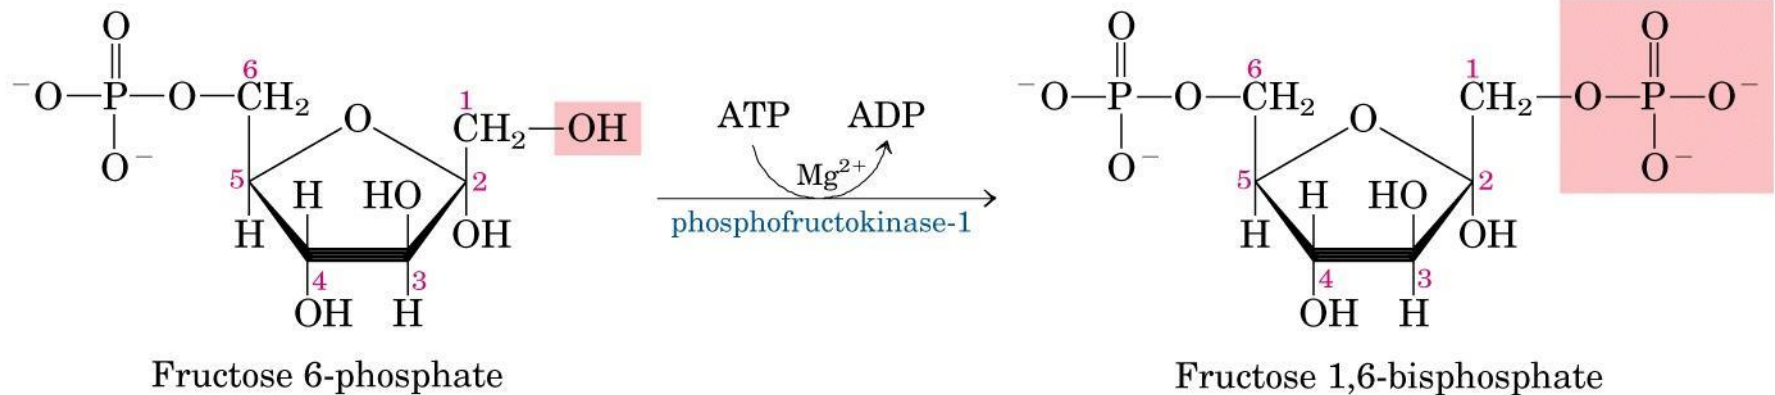 O O O O
⁻O—P—O—CH₂ 6 O 1 CH₂—OH ATP ADP ⁻O—P—O—CH₂ 6 O 1 CH₂—O—P—O⁻
O⁻ Mg²⁺ O⁻ O⁻
5 H HO 2 phosphofructokinase-1 5 H HO 2
H OH H OH
4 3 4 3
OH H OH H
Fructose 6-phosphate Fructose 1,6-bisphosphate